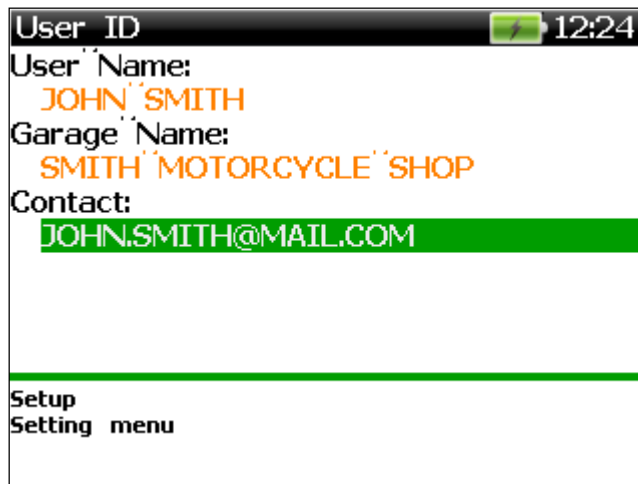 User ID 12:24
User Name:
JOHN SMITH
Garage Name:
SMITH MOTORCYCLE SHOP
Contact:
JOHN.SMITH@MAIL.COM
Setup
Setting menu